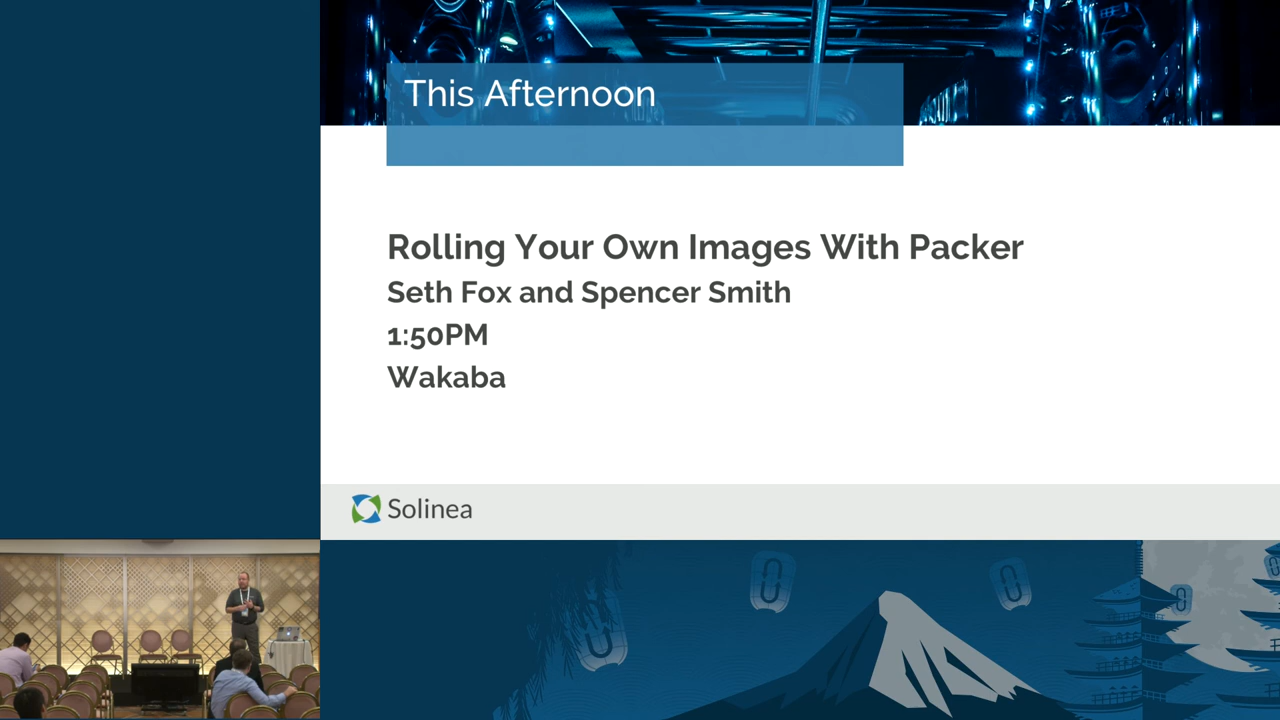 This Afternoon
Rolling Your Own Images With Packer
Seth Fox and Spencer Smith
1:50PM
Wakaba
Solinea